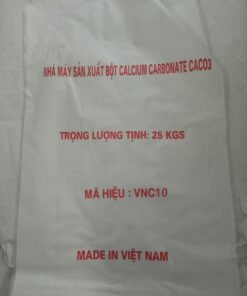 NHÀ MÁY SẢN XUẤT BỘT CALCIUM CARBONATE CACO3
TRỌNG LƯỢNG TỊNH: 25 KGS
MÃ HIỆU : VNC10
MADE IN VIỆT NAM